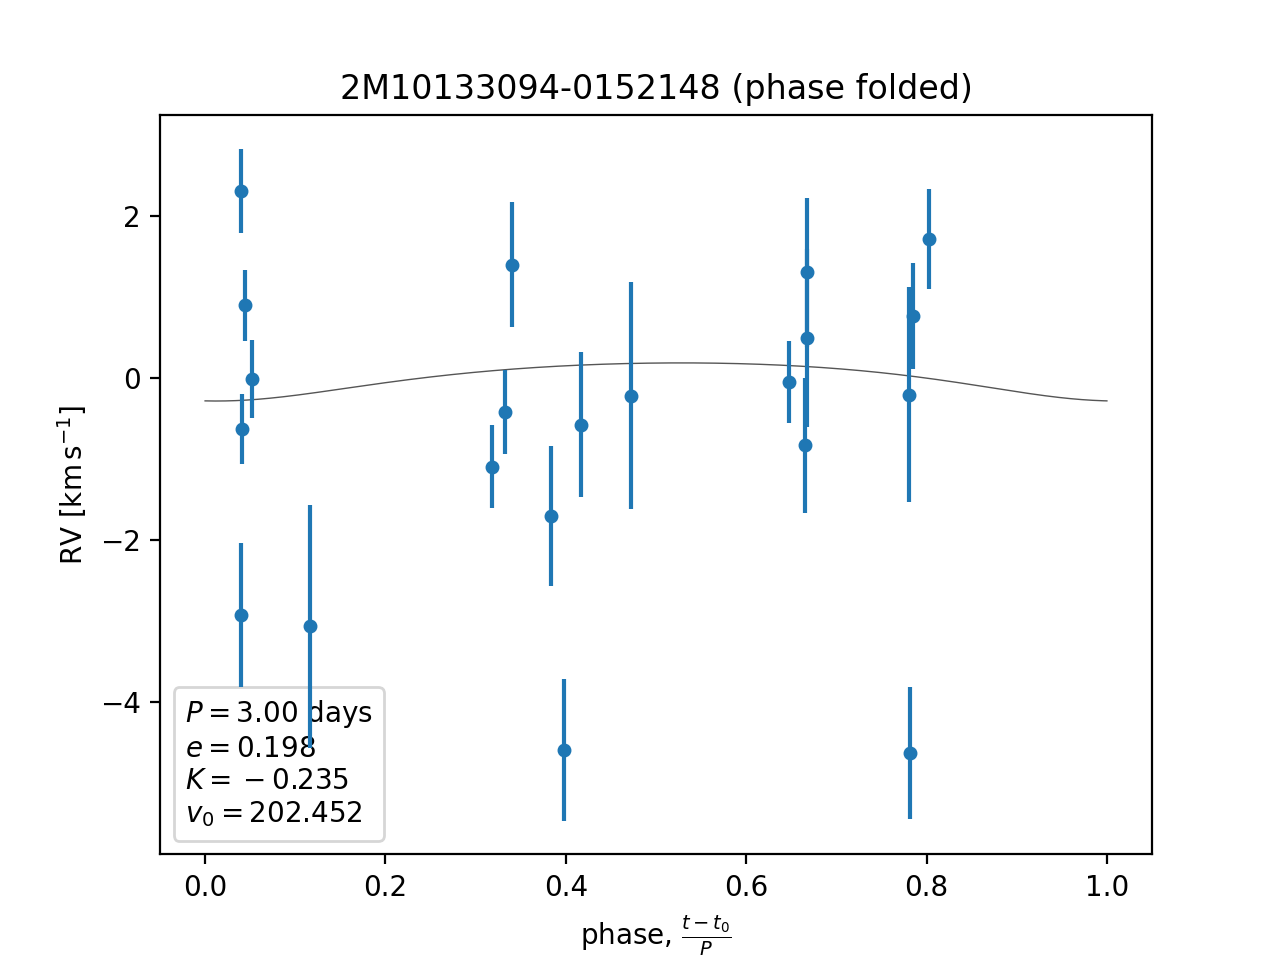 2M10133094-0152148 (phase folded)
2
0
−2
−4
RV [km s⁻¹]
P = 3.00 days
e = 0.198
K = −0.235
v₀ = 202.452
0.0 0.2 0.4 0.6 0.8 1.0
phase, (t − t₀)/P